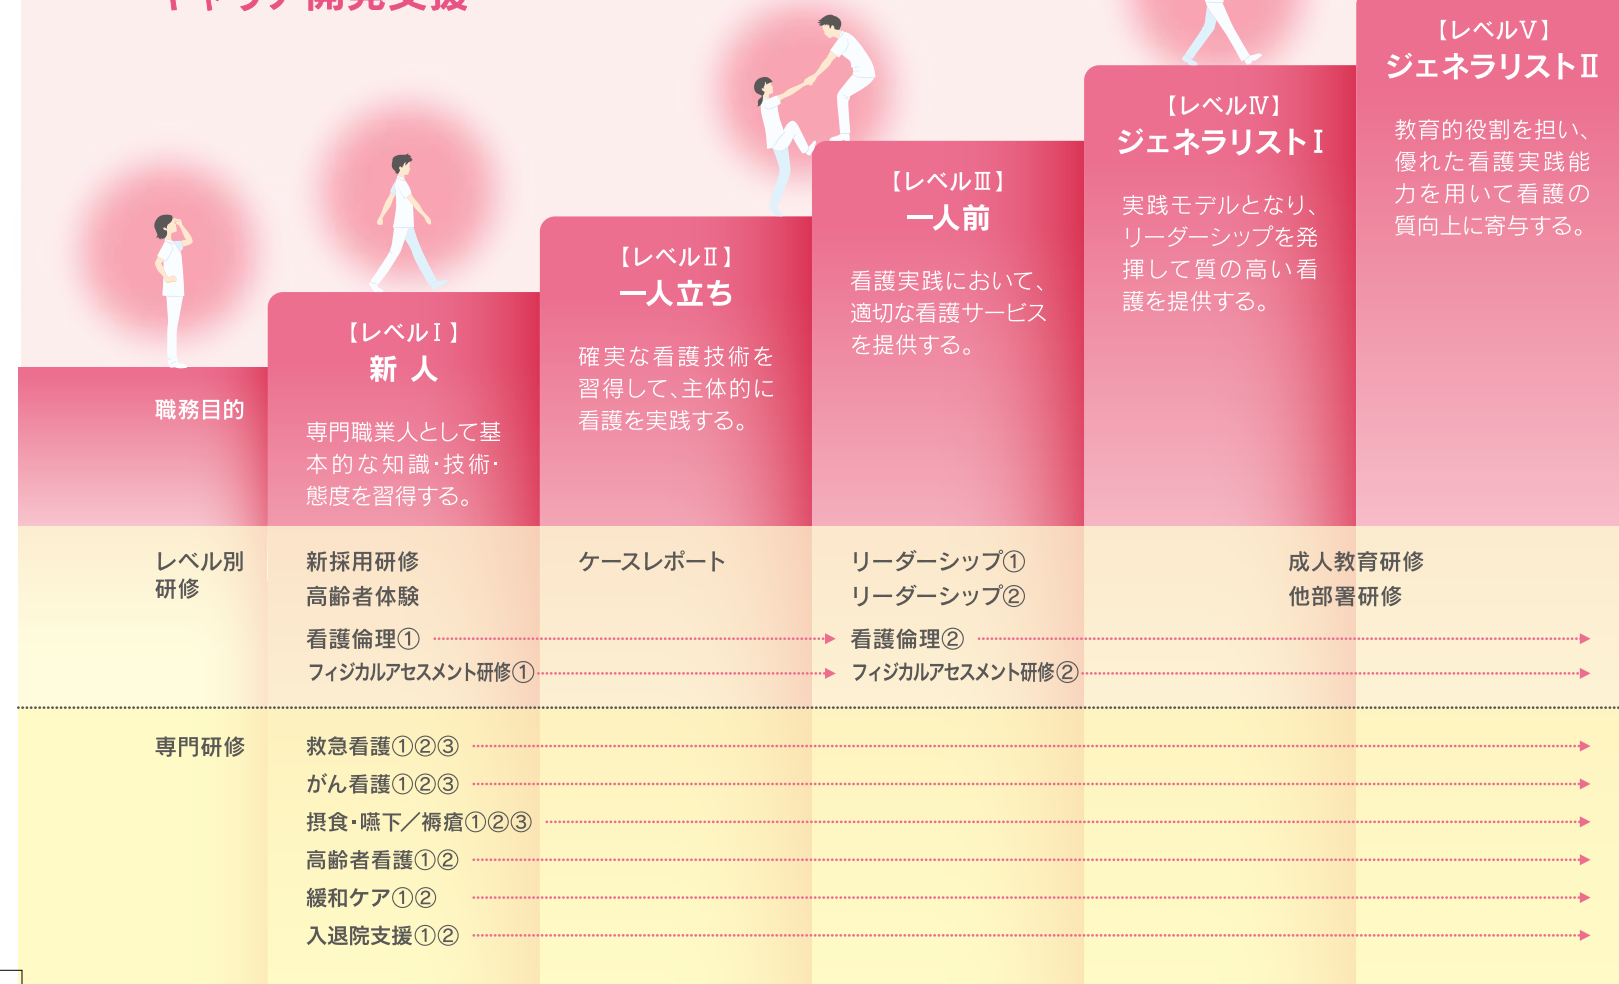 キャリア開発支援
【レベルⅤ】
ジェネラリストⅡ
教育的役割を担い、
優れた看護実践能
力を用いて看護の
質向上に寄与する。
【レベルⅣ】
ジェネラリストⅠ
実践モデルとなり、
リーダーシップを発
揮して質の高い看
護を提供する。
【レベルⅢ】
一人前
看護実践において、
適切な看護サービス
を提供する。
【レベルⅡ】
一人立ち
確実な看護技術を
習得して、主体的に
看護を実践する。
【レベルⅠ】
新 人
専門職業人として基
本的な知識・技術・
態度を習得する。
職務目的
レベル別
研修
新採用研修
高齢者体験
ケースレポート
リーダーシップ①
リーダーシップ②
成人教育研修
他部署研修
看護倫理①
看護倫理②
フィジカルアセスメント研修①
フィジカルアセスメント研修②
専門研修
救急看護①②③
がん看護①②③
摂食・嚥下／褥瘡①②③
高齢者看護①②
緩和ケア①②
入退院支援①②